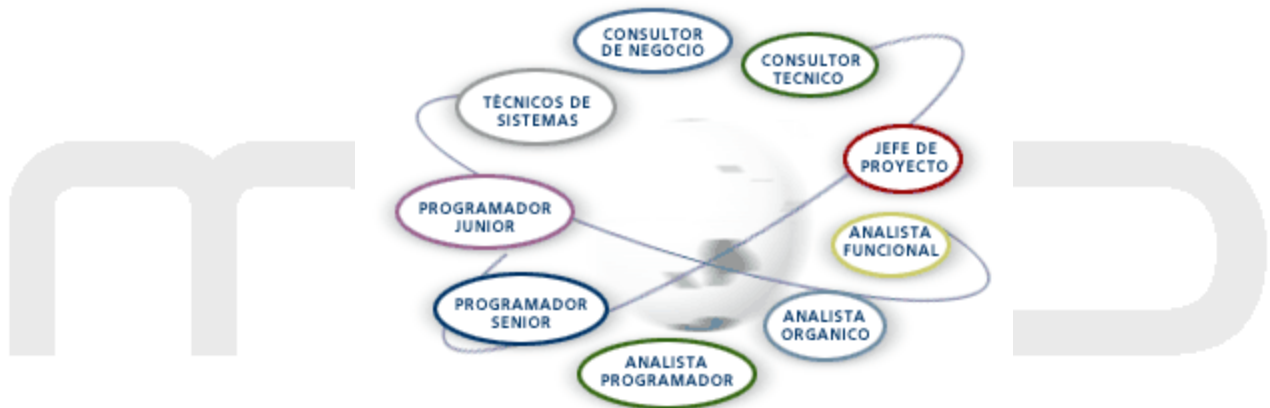 CONSULTOR
DE NEGOCIO
CONSULTOR
TECNICO
TÈCNICOS DE
SISTEMAS
JEFE DE
PROYECTO
PROGRAMADOR
JUNIOR
ANALISTA
FUNCIONAL
PROGRAMADOR
SENIOR
ANALISTA
ORGANICO
ANALISTA
PROGRAMADOR